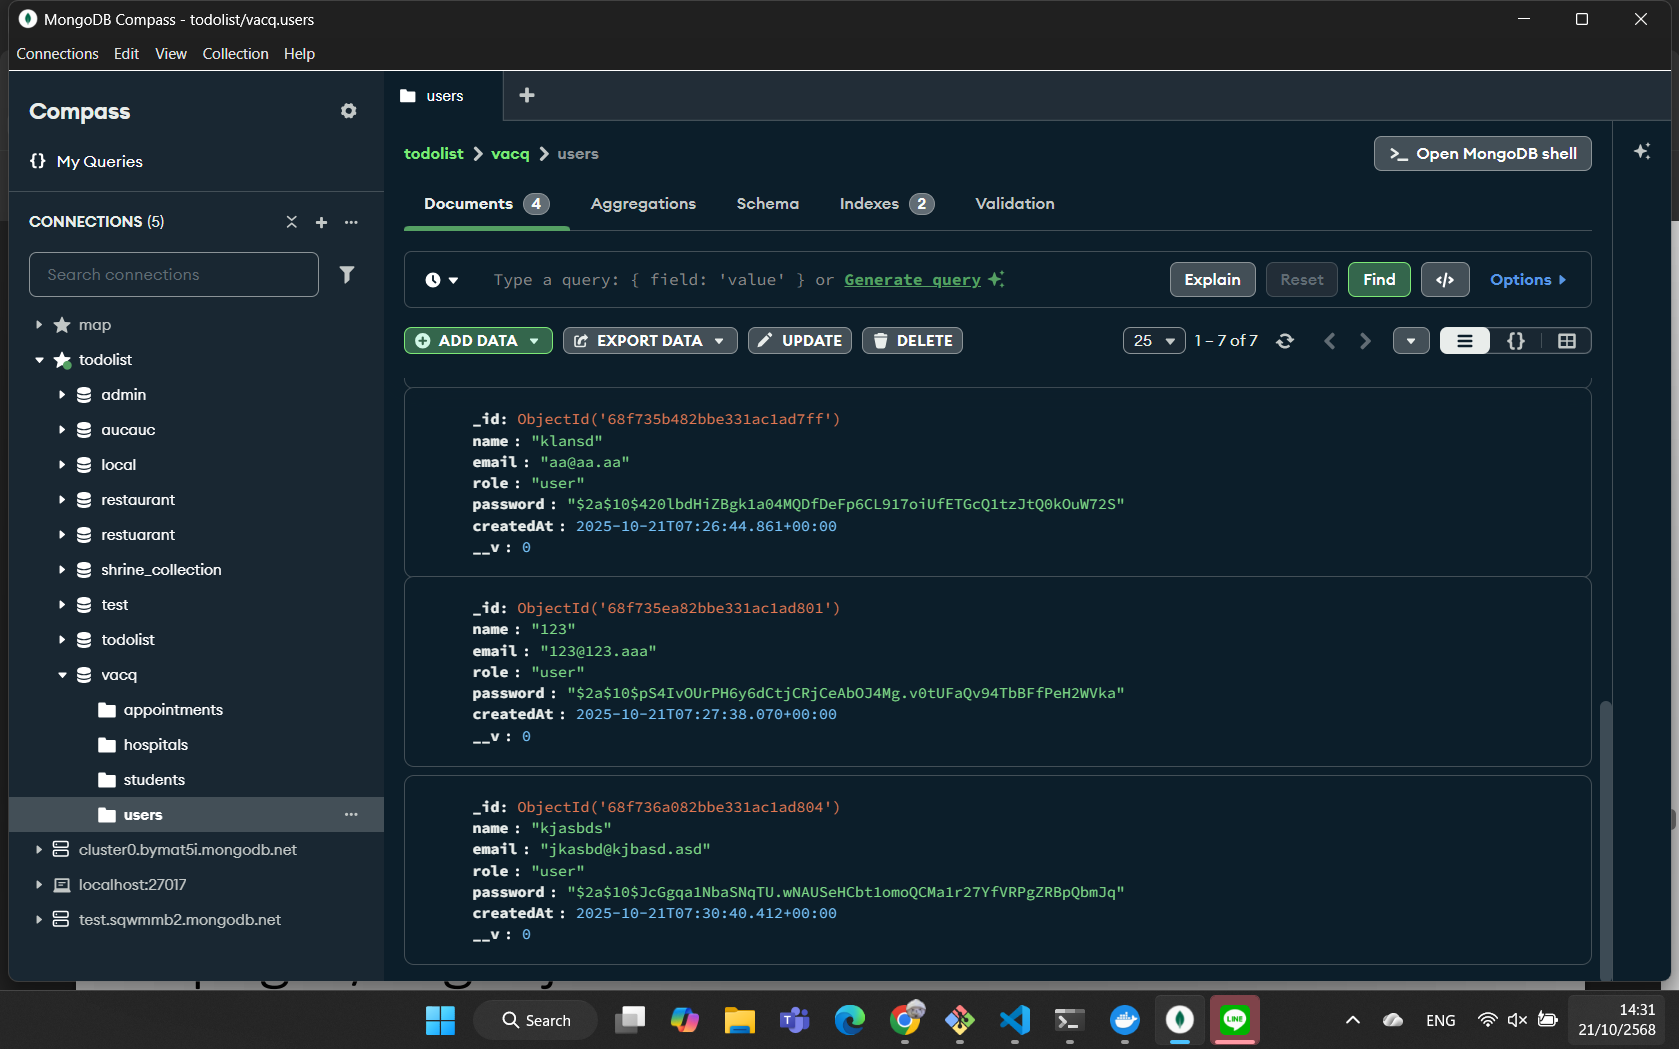 MongoDB Compass - todolist/vacq.users
Connections Edit View Collection Help
Compass
{} My Queries
CONNECTIONS (5)
Search connections
map
todolist
admin
aucauc
local
restaurant
restuarant
shrine_collection
test
todolist
vacq
appointments
hospitals
students
users
cluster0.bymat5i.mongodb.net
localhost:27017
test.sqwmmb2.mongodb.net
users
todolist > vacq > users
>_ Open MongoDB shell
Documents 4 Aggregations Schema Indexes 2 Validation
Type a query: { field: 'value' } or Generate query
Explain Reset Find </> Options
ADD DATA EXPORT DATA UPDATE DELETE
25 1 – 7 of 7 {}
_id: ObjectId('68f735b482bbe331ac1ad7ff')
name : "klansd"
email : "aa@aa.aa"
role : "user"
password : "$2a$10$420lbdHiZBgk1a04MQDfDeFp6CL917oiUfETGcQ1tzJtQ0kOuW72S"
createdAt : 2025-10-21T07:26:44.861+00:00
__v : 0
_id: ObjectId('68f735ea82bbe331ac1ad801')
name : "123"
email : "123@123.aaa"
role : "user"
password : "$2a$10$pS4IvOUrPH6y6dCtjCRjCeAbOJ4Mg.v0tUFaQv94TbBFfPeH2WVka"
createdAt : 2025-10-21T07:27:38.070+00:00
__v : 0
_id: ObjectId('68f736a082bbe331ac1ad804')
name : "kjasbds"
email : "jkasbd@kjbasd.asd"
role : "user"
password : "$2a$10$JcGgqa1NbaSNqTU.wNAUSeHCbt1omoQCMa1r27YfVRPgZRBpQbmJq"
createdAt : 2025-10-21T07:30:40.412+00:00
__v : 0
Search
LINE
ENG
14:31
21/10/2568